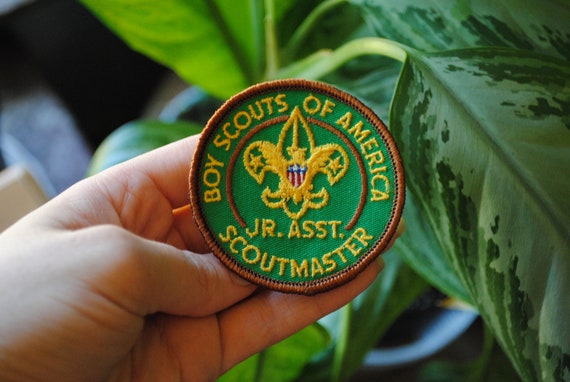 BOY SCOUTS OF AMERICA
JR. ASST.
SCOUTMASTER